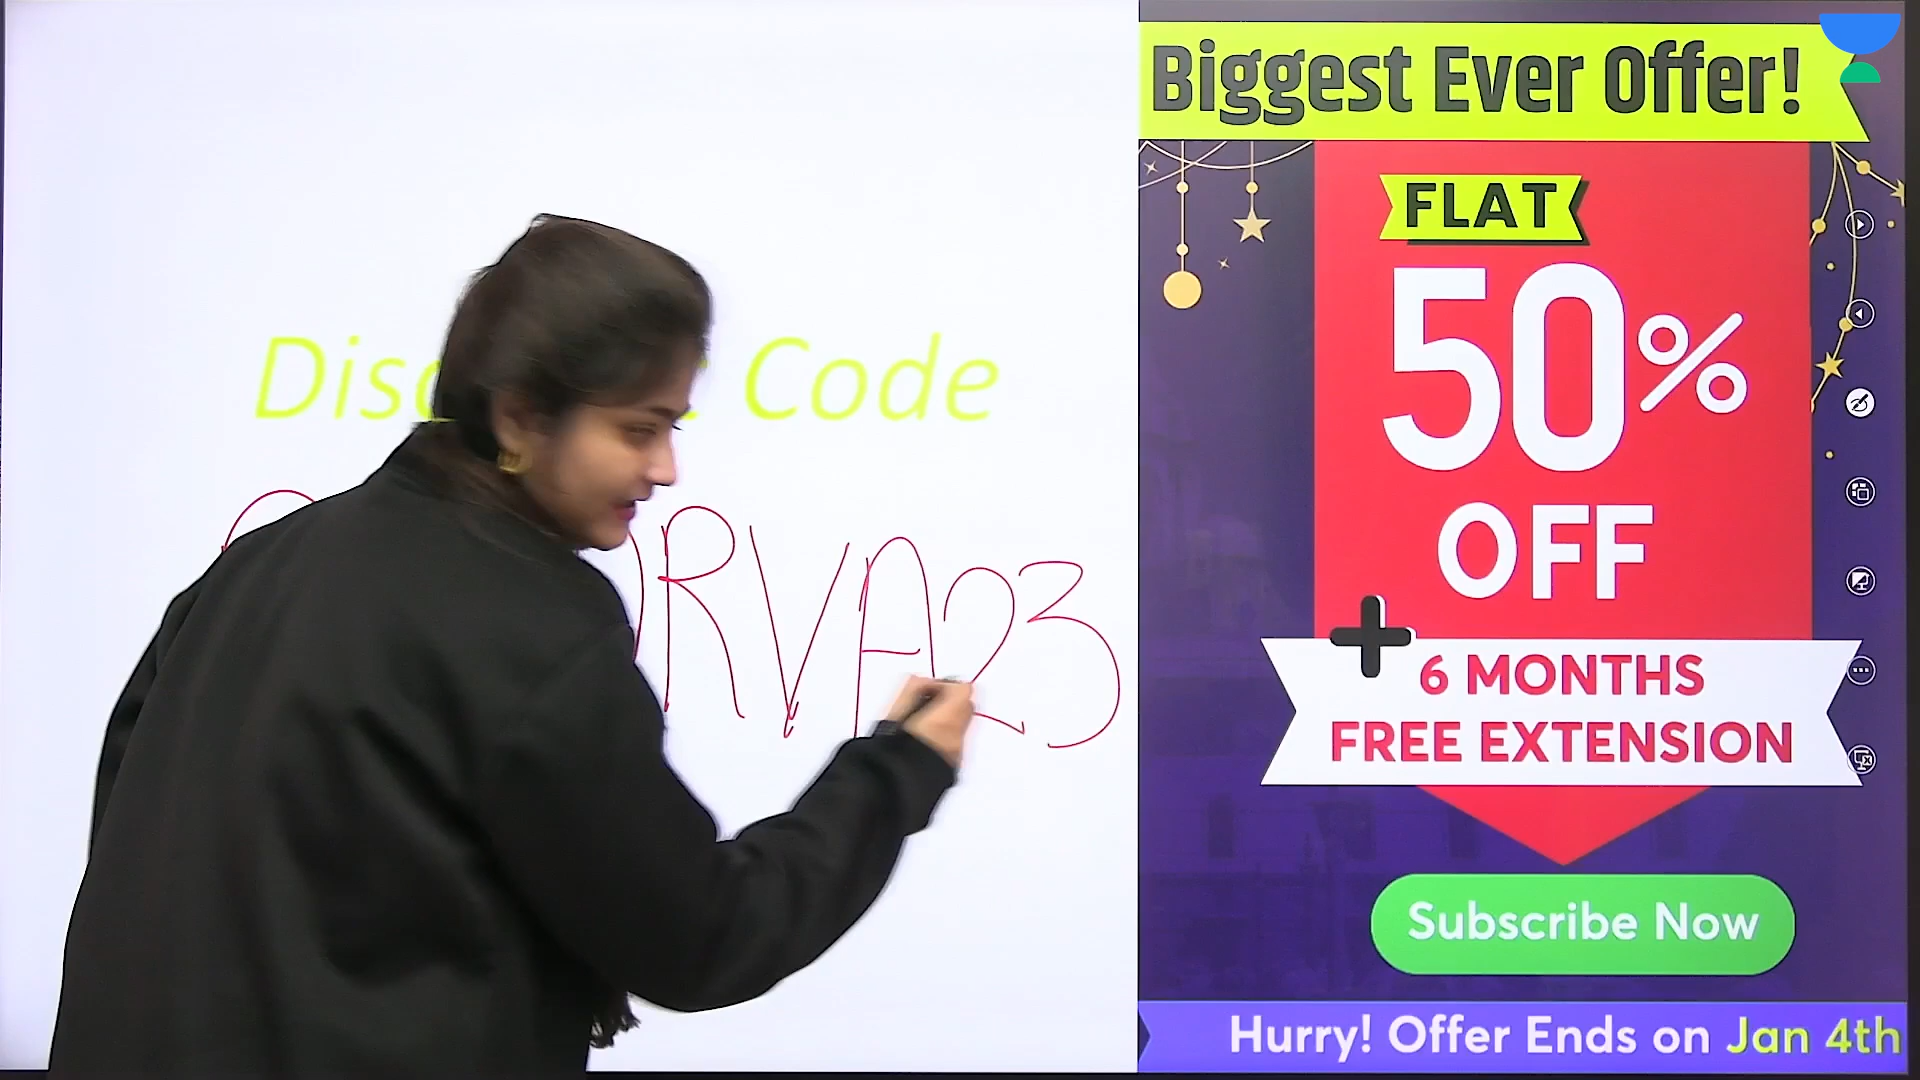 Code
RVA23
Biggest Ever Offer!
FLAT
50%
OFF
+
6 MONTHS
FREE EXTENSION
Subscribe Now
Hurry! Offer Ends on Jan 4th